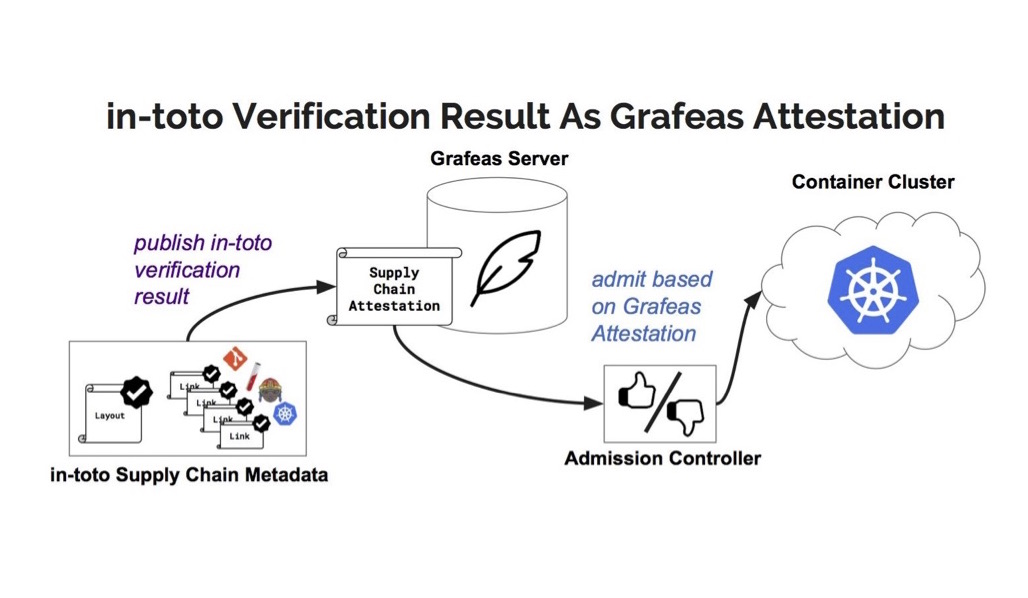 in-toto Verification Result As Grafeas Attestation
Grafeas Server
Container Cluster
publish in-toto
verification
result
Supply
Chain
Attestation
admit based
on Grafeas
Attestation
Layout
Link
Link
Link
Link
Admission Controller
in-toto Supply Chain Metadata